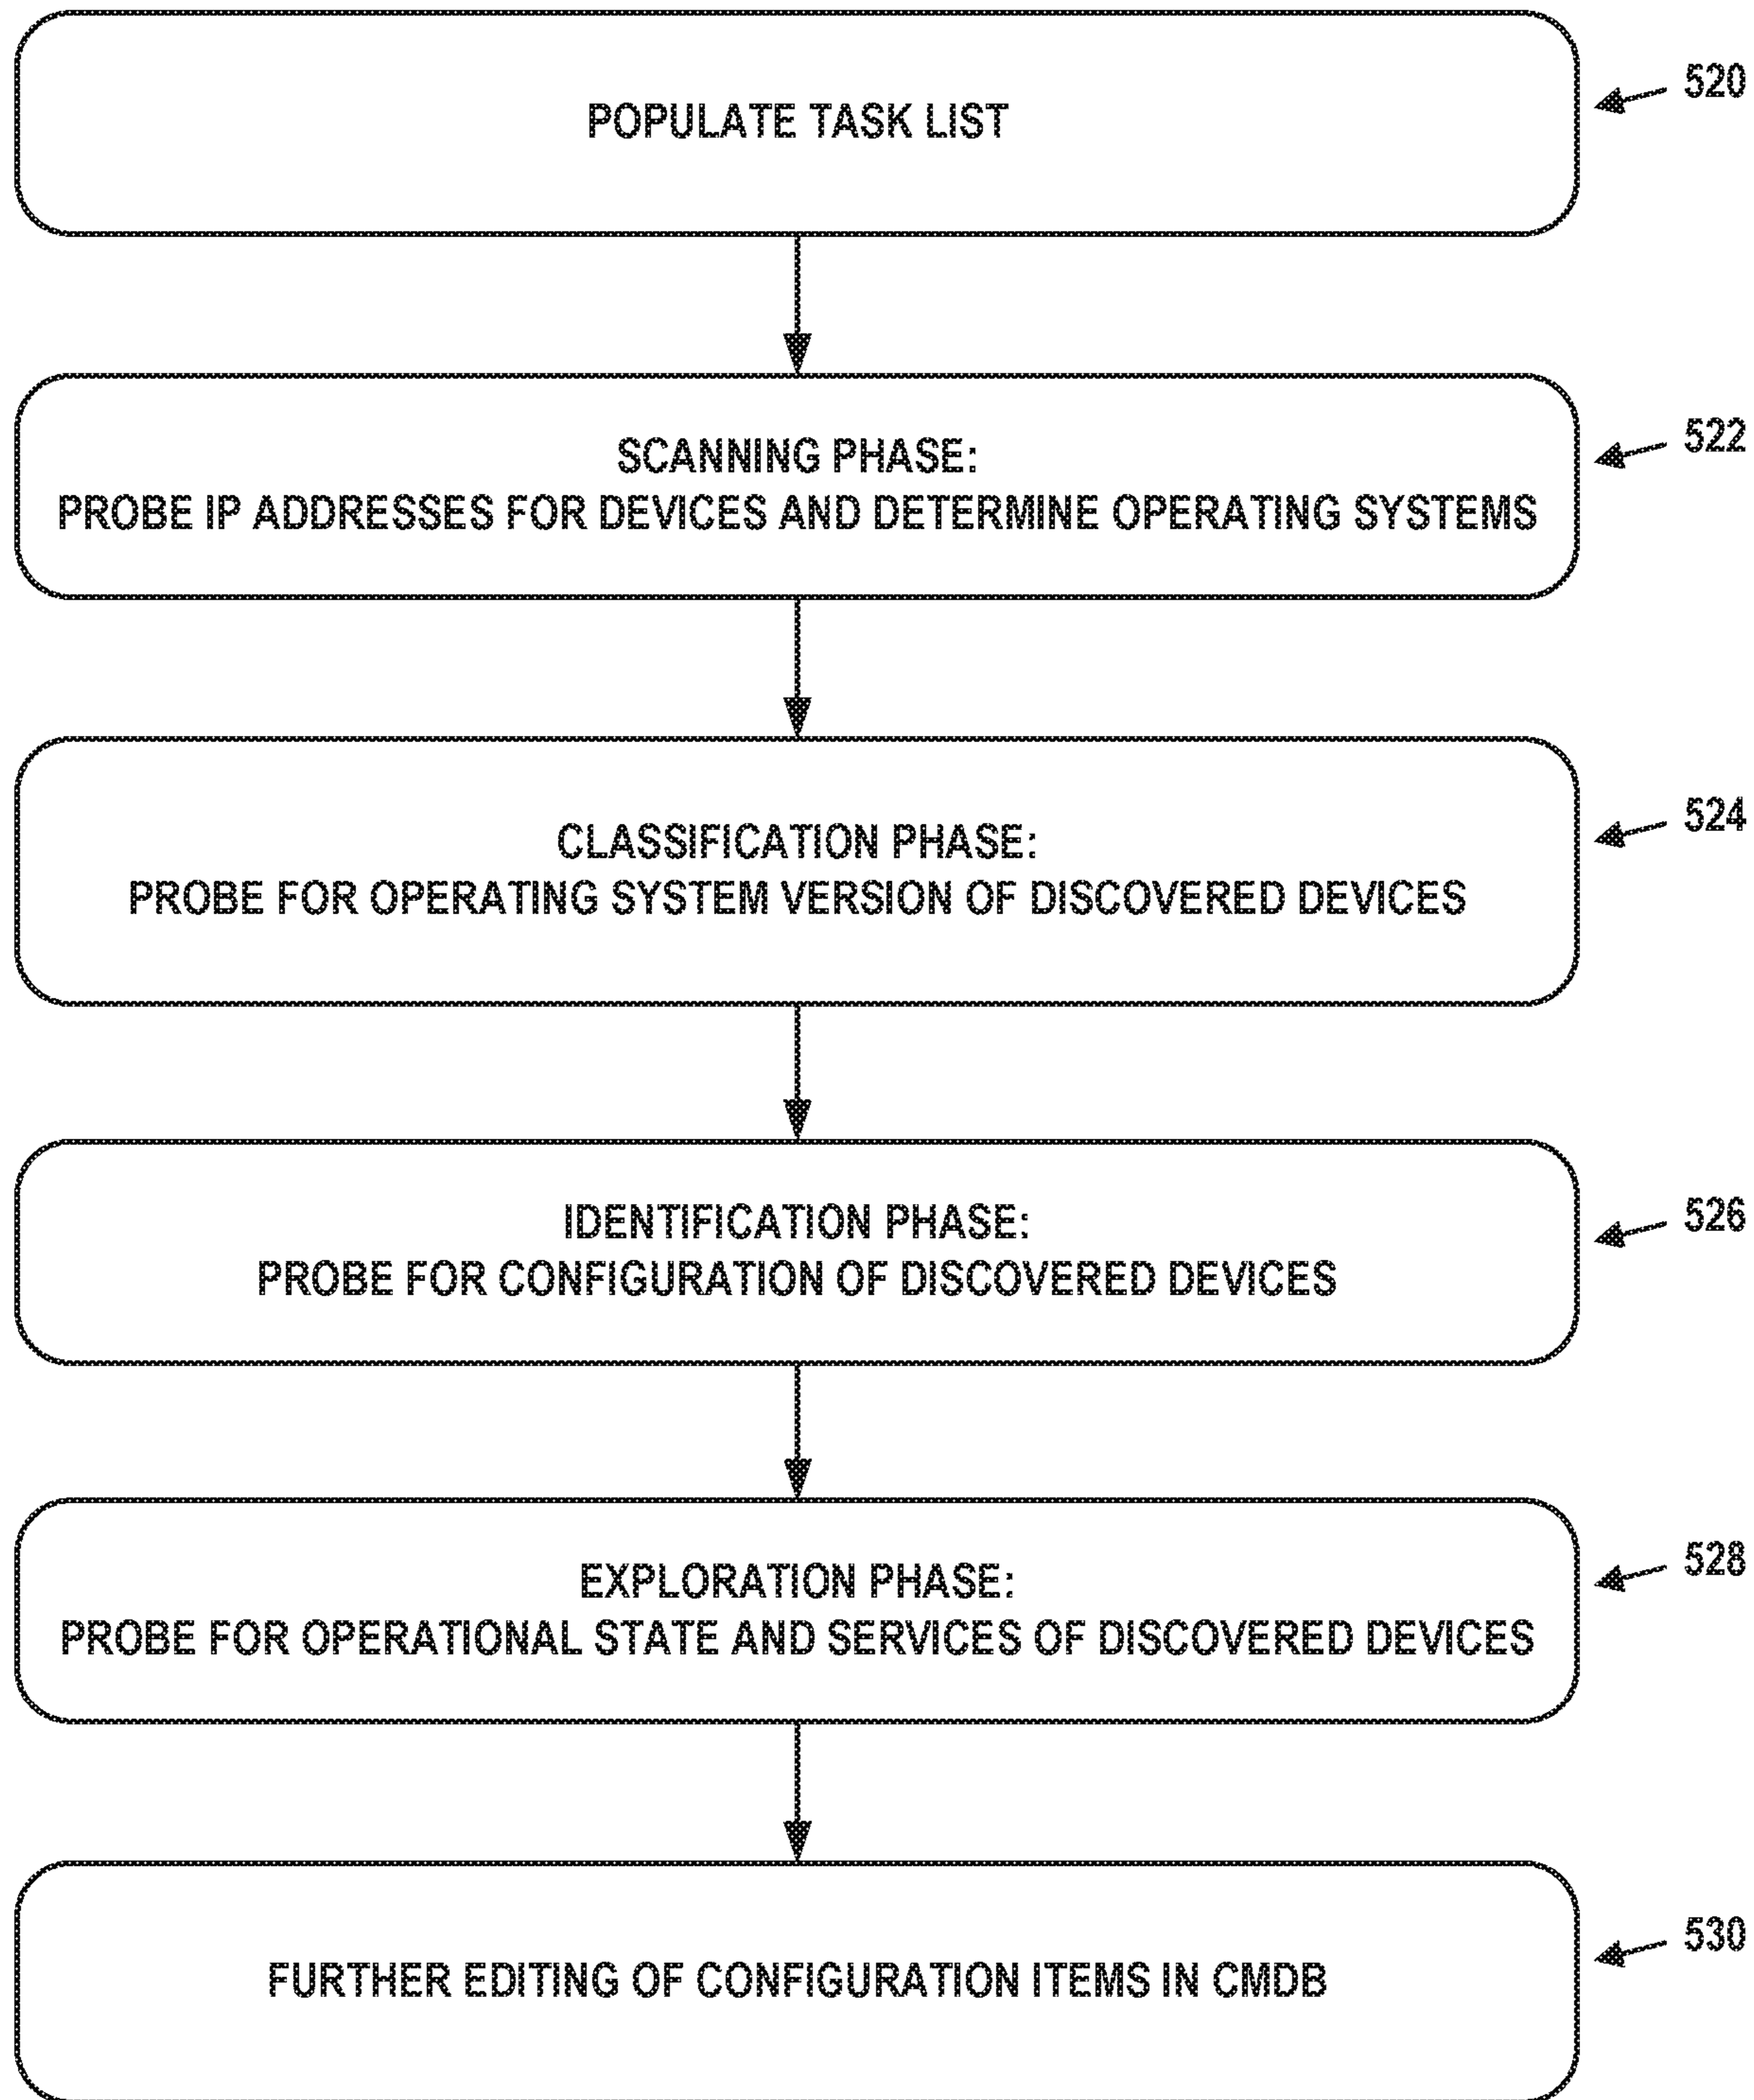 POPULATE TASK LIST
520
SCANNING PHASE:
PROBE IP ADDRESSES FOR DEVICES AND DETERMINE OPERATING SYSTEMS
522
CLASSIFICATION PHASE:
PROBE FOR OPERATING SYSTEM VERSION OF DISCOVERED DEVICES
524
IDENTIFICATION PHASE:
PROBE FOR CONFIGURATION OF DISCOVERED DEVICES
526
EXPLORATION PHASE:
PROBE FOR OPERATIONAL STATE AND SERVICES OF DISCOVERED DEVICES
528
FURTHER EDITING OF CONFIGURATION ITEMS IN CMDB
530